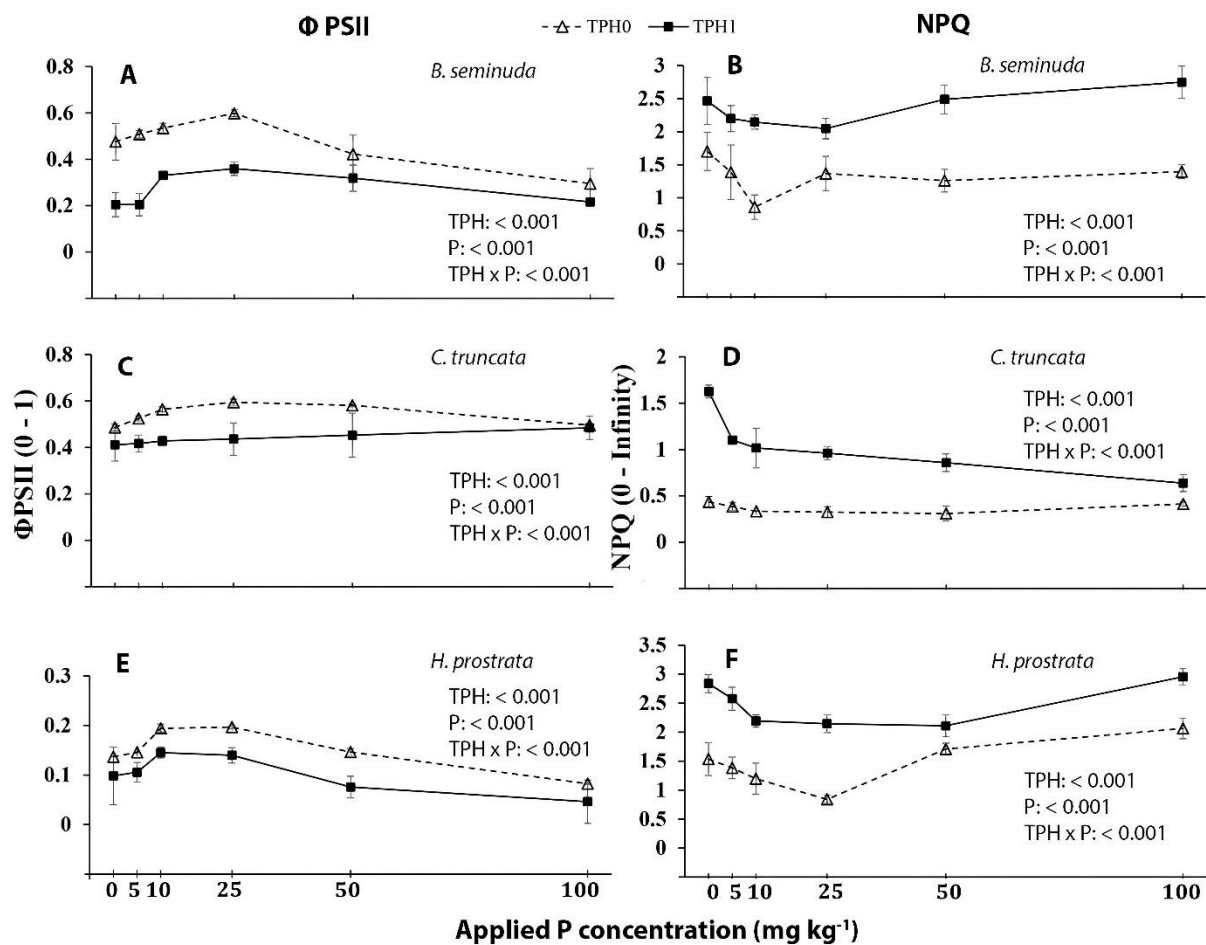 Φ PSII
TPH0 TPH1
NPQ
A
B. seminuda
0.8
0.6
0.4
0.2
0
TPH: < 0.001
P: < 0.001
TPH x P: < 0.001
B
B. seminuda
3
2.5
2
1.5
1
0.5
0
TPH: < 0.001
P: < 0.001
TPH x P: < 0.001
ΦPSII (0 - 1)
C
C. truncata
0.8
0.6
0.4
0.2
0
TPH: < 0.001
P: < 0.001
TPH x P: < 0.001
NPQ (0 - Infinity)
D
C. truncata
2
1.5
1
0.5
0
TPH: < 0.001
P: < 0.001
TPH x P: < 0.001
E
H. prostrata
0.3
0.2
0.1
0
TPH: < 0.001
P: < 0.001
TPH x P: < 0.001
0 5 10 25 50 100
F
H. prostrata
3.5
3
2.5
2
1.5
1
0.5
0
TPH: < 0.001
P: < 0.001
TPH x P: < 0.001
0 5 10 25 50 100
Applied P concentration (mg kg⁻¹)